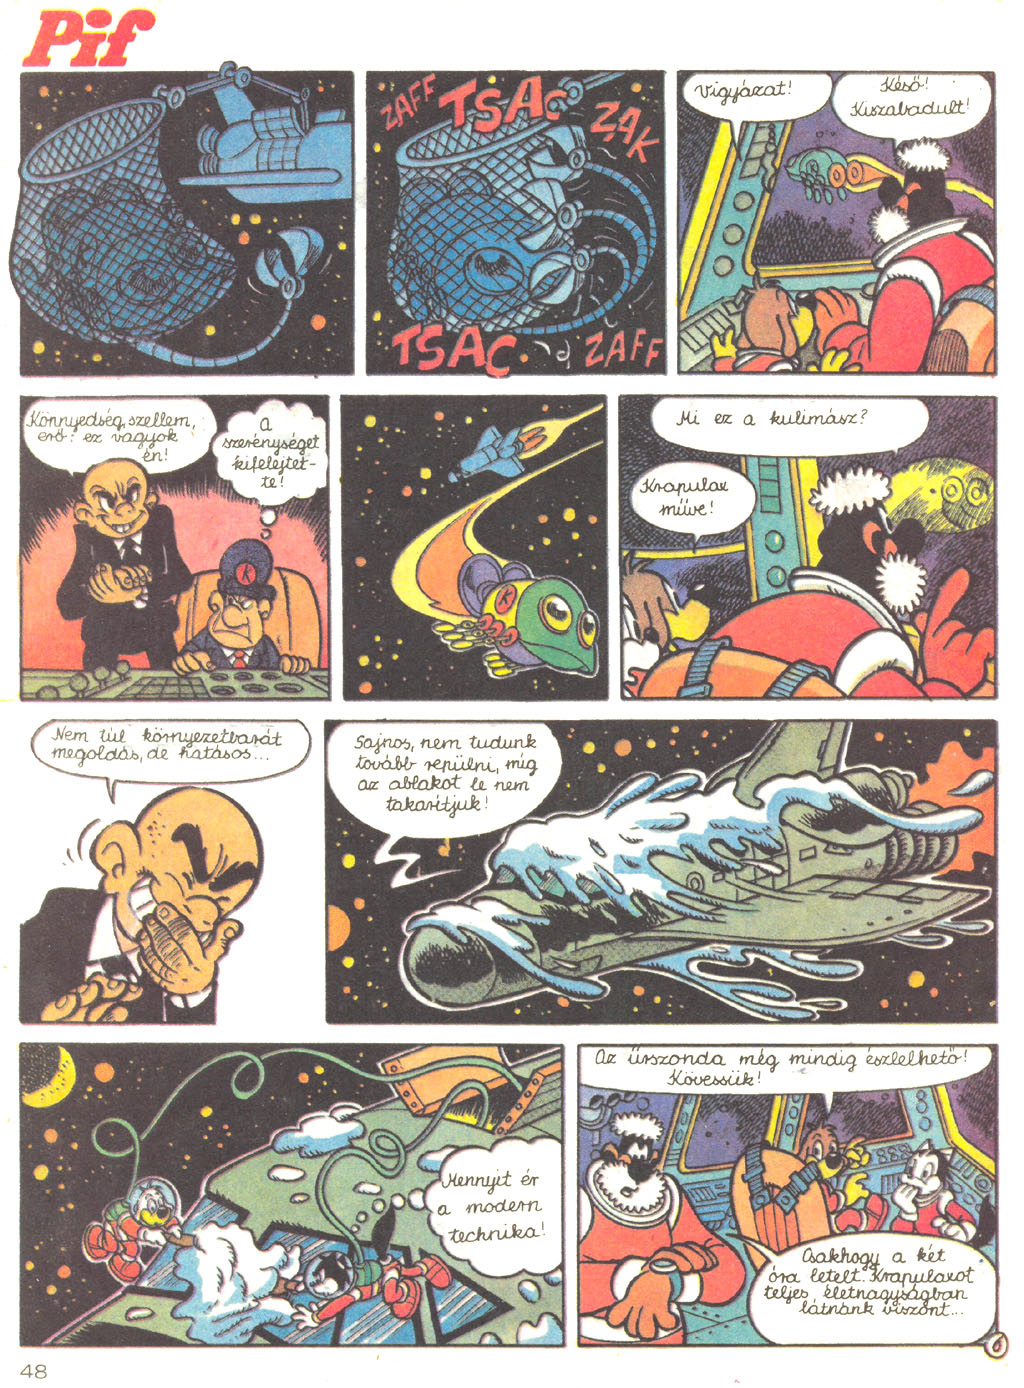 Pif
ZAFF
TSAC
ZAK
TSAC
ZAFF
Vigyázat!
Késő!
Kiszabadult!
Könnyedség, szellem,
erő: ez vagyok
én!
A
szerénységet
kifelejtet-
te!
K
K
Mi ez a kulimász?
Krapulax
műve!
Nem túl környezetbarát
megoldás, de hatásos...
Sajnos, nem tudunk
tovább repülni, míg
az ablakot le nem
takarítjuk!
Mennyit ér
a modern
technika!
Az űrszonda még mindig észlelhető!
Kövessük!
Csakhogy a két
óra letelt. Krapulaxot
teljes életnagyságban
látnánk viszont...
6
48